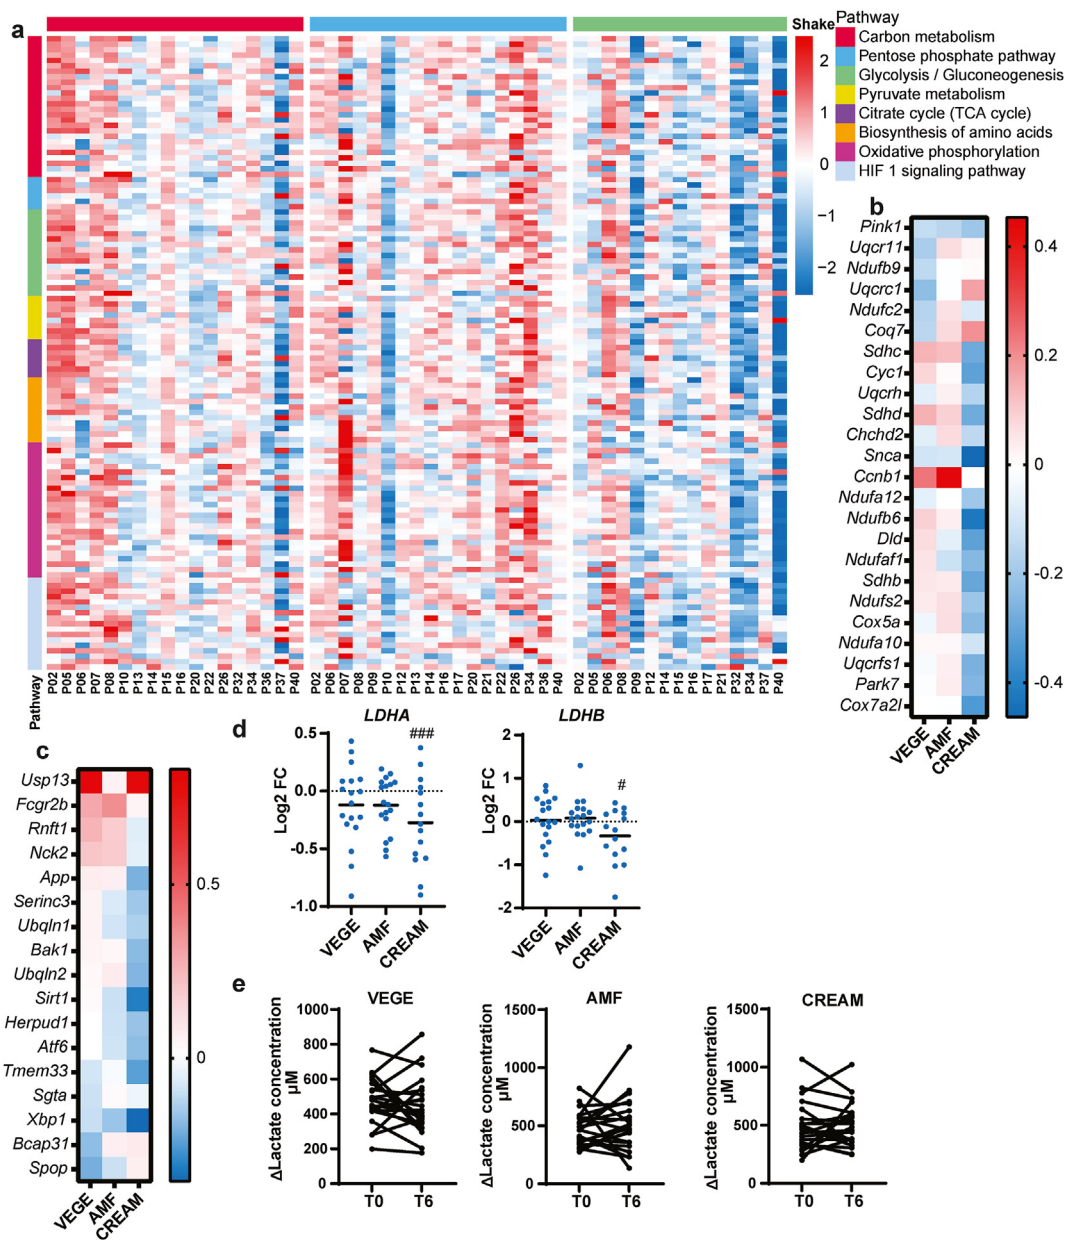 a
Shake
2
1
0
−1
−2
Pathway
Carbon metabolism
Pentose phosphate pathway
Glycolysis / Gluconeogenesis
Pyruvate metabolism
Citrate cycle (TCA cycle)
Biosynthesis of amino acids
Oxidative phosphorylation
HIF 1 signaling pathway
Pathway
P02 P05 P06 P07 P08 P10 P13 P14 P15 P16 P20 P22 P26 P32 P34 P36 P37 P40
P02 P06 P07 P09 P10 P13 P14 P16 P17 P20 P21 P22 P26 P34 P36 P40
P02 P05 P06 P08 P09 P12 P14 P15 P16 P17 P21 P32 P34 P37 P40
b
Pink1
Uqcr11
Ndufb9
Uqcrc1
Ndufc2
Coq7
Sdhc
Cyc1
Uqcrh
Sdhd
Chchd2
Snca
Ccnb1
Ndufa12
Ndufb6
Dld
Ndufaf1
Sdhb
Ndufs2
Cox5a
Ndufa10
Uqcrfs1
Park7
Cox7a2l
VEGE
AMF
CREAM
0.4
0.2
0
-0.2
-0.4
c
Usp13
Fcgr2b
Rnft1
Nck2
App
Serinc3
Ubqln1
Bak1
Ubqln2
Sirt1
Herpud1
Atf6
Tmem33
Sgta
Xbp1
Bcap31
Spop
VEGE
AMF
CREAM
0.5
0
d
LDHA
###
Log2 FC
0.5
0.0
-0.5
-1.0
VEGE
AMF
CREAM
LDHB
#
Log2 FC
2
1
0
-1
-2
VEGE
AMF
CREAM
e
VEGE
ΔLactate concentration
µM
1000
800
600
400
200
0
T0 T6
AMF
ΔLactate concentration
µM
1500
1000
500
0
T0 T6
CREAM
ΔLactate concentration
µM
1500
1000
500
0
T0 T6